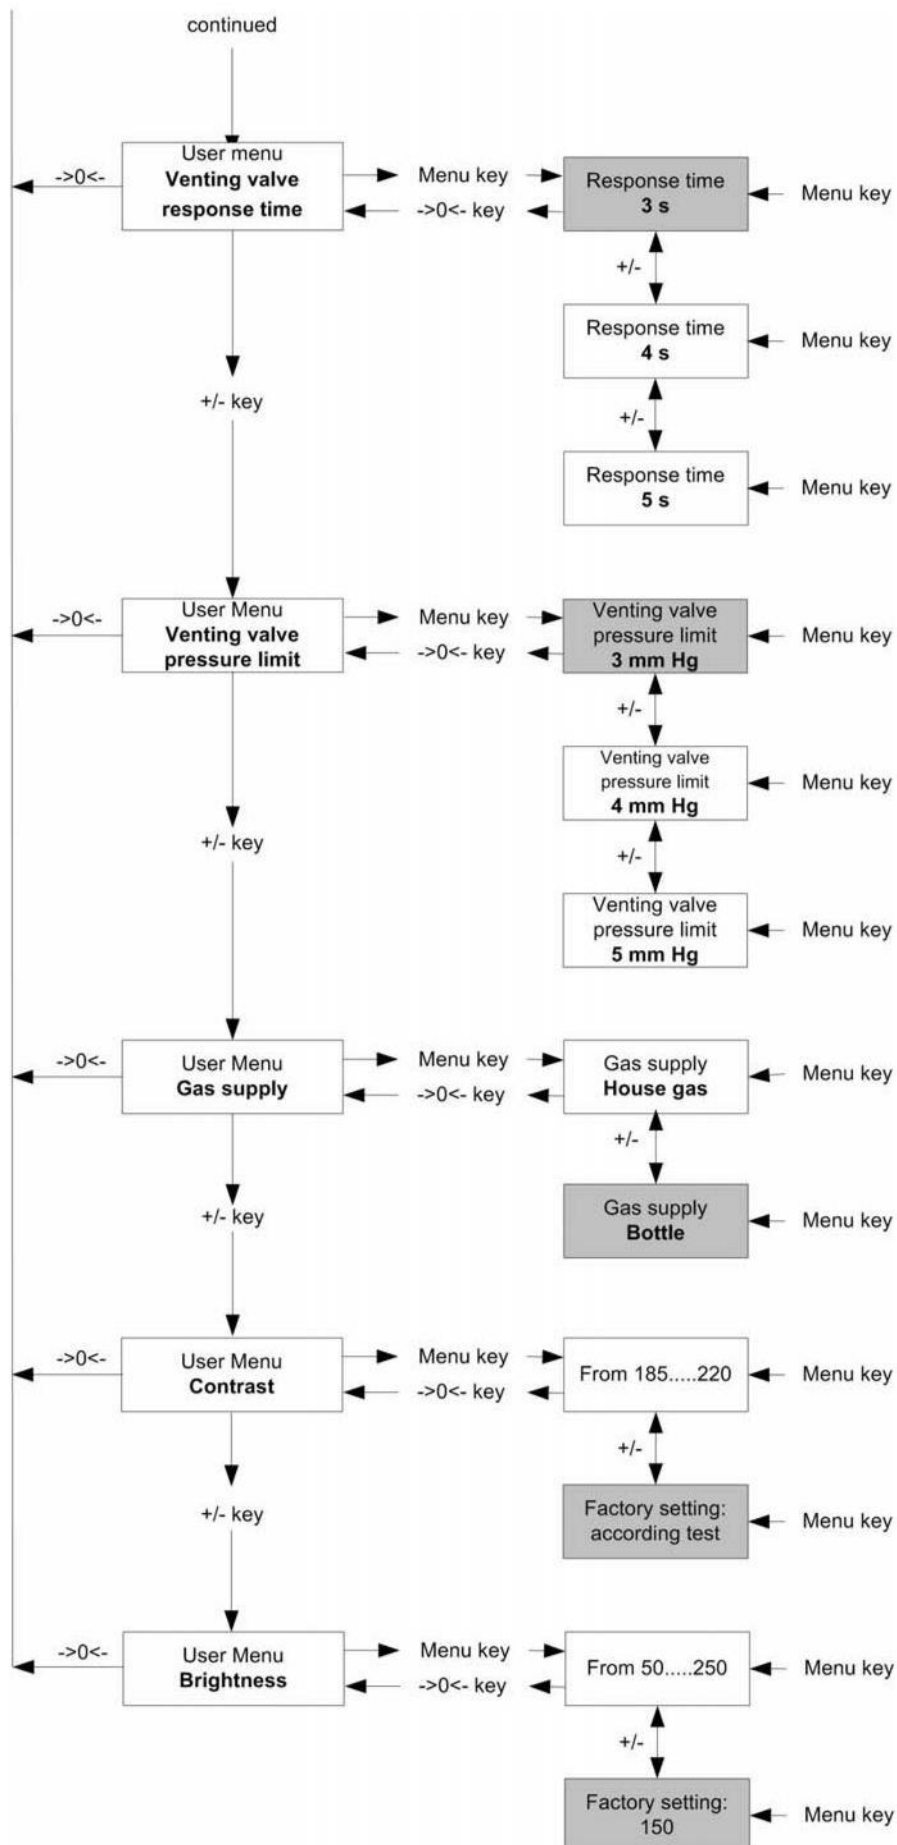 continued
User menu
Venting valve
response time
->0<-
Menu key
->0<- key
Response time
3 s
Menu key
+/-
Response time
4 s
Menu key
+/- key
+/-
Response time
5 s
Menu key
User Menu
Venting valve
pressure limit
->0<-
Menu key
->0<- key
Venting valve
pressure limit
3 mm Hg
Menu key
+/-
Venting valve
pressure limit
4 mm Hg
Menu key
+/- key
+/-
Venting valve
pressure limit
5 mm Hg
Menu key
User Menu
Gas supply
->0<-
Menu key
->0<- key
Gas supply
House gas
Menu key
+/-
+/- key
Gas supply
Bottle
Menu key
User Menu
Contrast
->0<-
Menu key
->0<- key
From 185.....220
Menu key
+/-
+/- key
Factory setting:
according test
Menu key
User Menu
Brightness
->0<-
Menu key
->0<- key
From 50.....250
Menu key
+/-
Factory setting:
150
Menu key